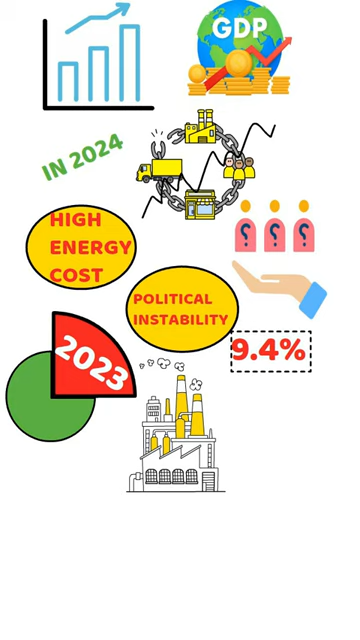 GDP
IN 2024
HIGH
ENERGY
COST
POLITICAL
INSTABILITY
9.4%
2023